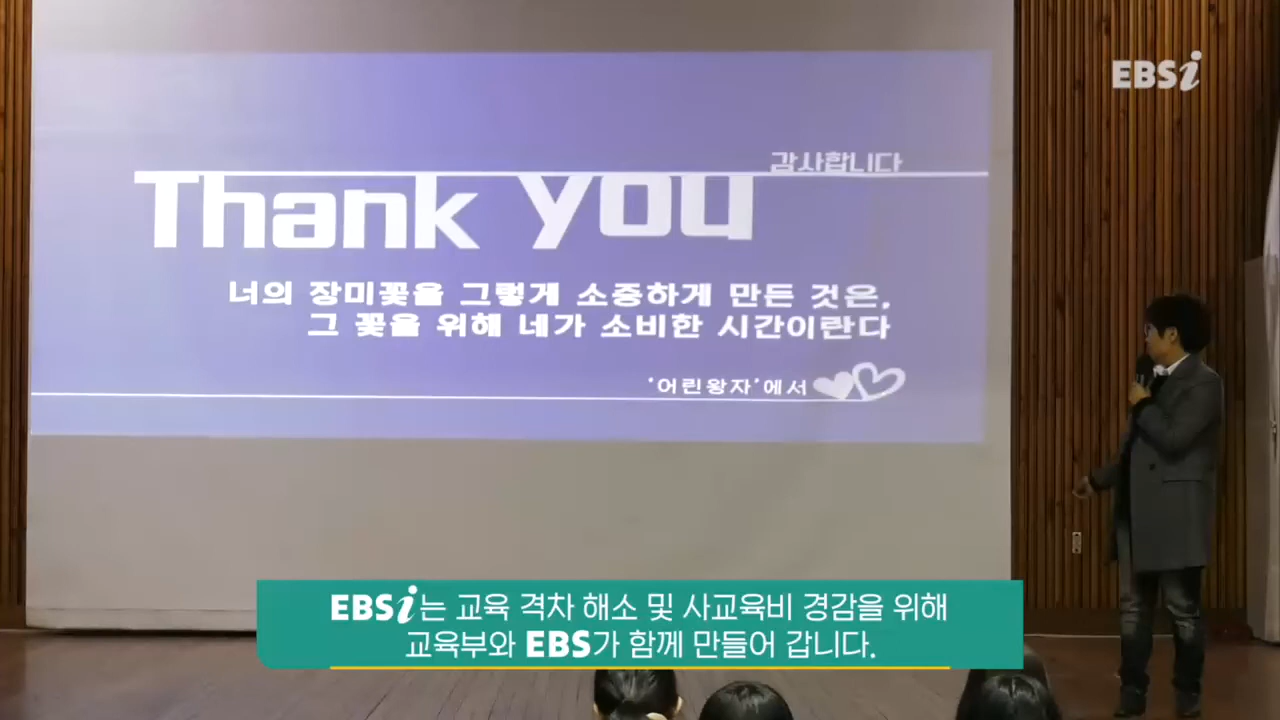 EBSi
감사합니다
Thank you
너의 장미꽃을 그렇게 소중하게 만든 것은,
그 꽃을 위해 네가 소비한 시간이란다
'어린왕자'에서
EBSi는 교육 격차 해소 및 사교육비 경감을 위해
교육부와 EBS가 함께 만들어 갑니다.